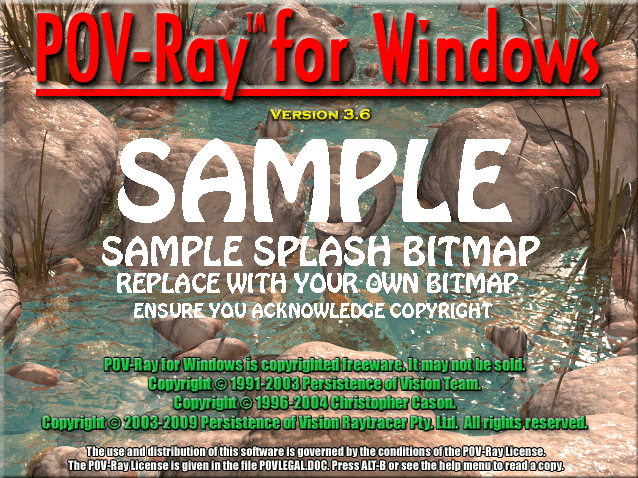 POV-Ray™ for Windows
VERSION 3.6
SAMPLE
SAMPLE SPLASH BITMAP
REPLACE WITH YOUR OWN BITMAP
ENSURE YOU ACKNOWLEDGE COPYRIGHT
POV-Ray for Windows is copyrighted freeware. It may not be sold.
Copyright © 1991-2003 Persistence of Vision Team.
Copyright © 1996-2004 Christopher Cason.
Copyright © 2003-2009 Persistence of Vision Raytracer Pty. Ltd. All rights reserved.
The use and distribution of this software is governed by the conditions of the POV-Ray License.
The POV-Ray License is given in the file POVLEGAL.DOC. Press ALT-B or see the help menu to read a copy.